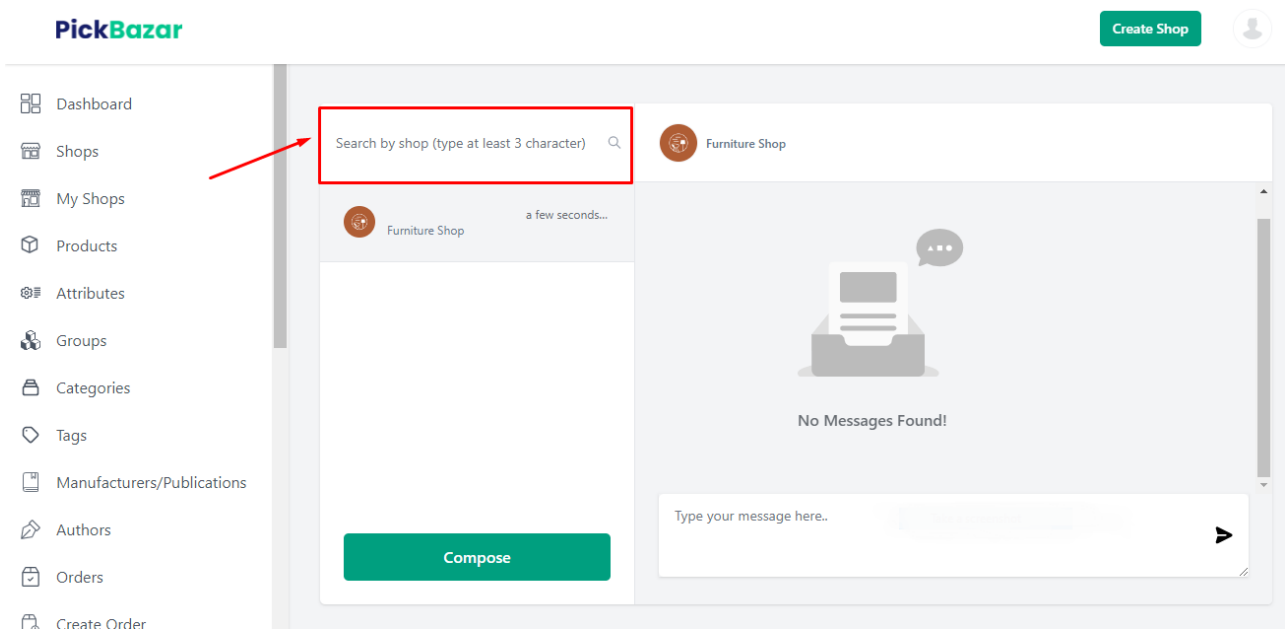 PickBazar
Create Shop
Dashboard
Shops
My Shops
Products
Attributes
Groups
Categories
Tags
Manufacturers/Publications
Authors
Orders
Create Order
Search by shop (type at least 3 character)
a few seconds...
Furniture Shop
Compose
Furniture Shop
No Messages Found!
Type your message here..